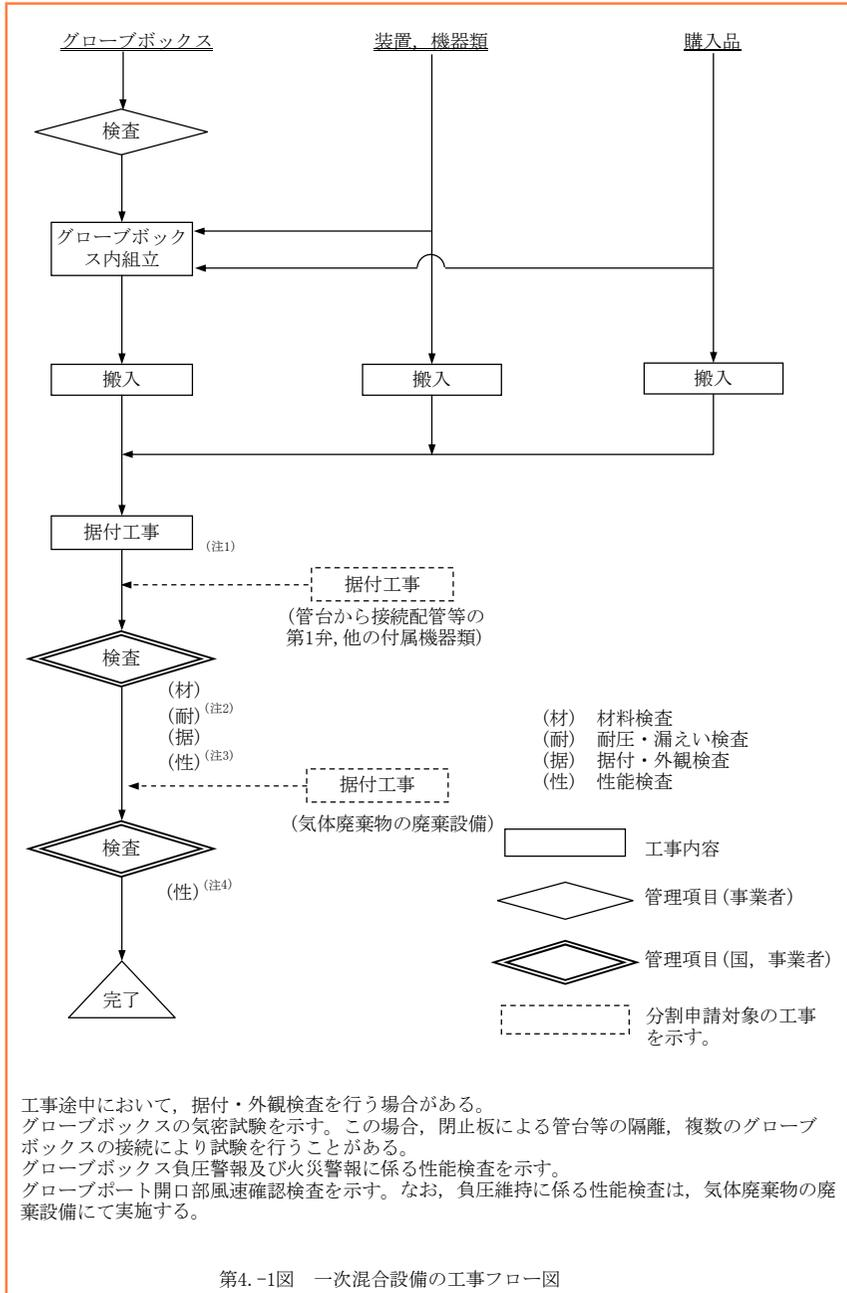 グローブボックス
装置，機器類
購入品
検査
グローブボック
ス内組立
搬入
搬入
搬入
据付工事
(注1)
据付工事
(管台から接続配管等の
第1弁,他の付属機器類)
検査
(材)
(耐)(注2)
(据)
(性)(注3)
(材)　材料検査
(耐)　耐圧・漏えい検査
(据)　据付・外観検査
(性)　性能検査
据付工事
(気体廃棄物の廃棄設備)
検査
(性)(注4)
完了
工事内容
管理項目(事業者)
管理項目(国，事業者)
分割申請対象の工事
を示す。
工事途中において，据付・外観検査を行う場合がある。
グローブボックスの気密試験を示す。この場合，閉止板による管台等の隔離，複数のグローブ
ボックスの接続により試験を行うことがある。
グローブボックス負圧警報及び火災警報に係る性能検査を示す。
グローブポート開口部風速確認検査を示す。なお，負圧維持に係る性能検査は，気体廃棄物の廃
棄設備にて実施する。
第4.-1図　一次混合設備の工事フロー図